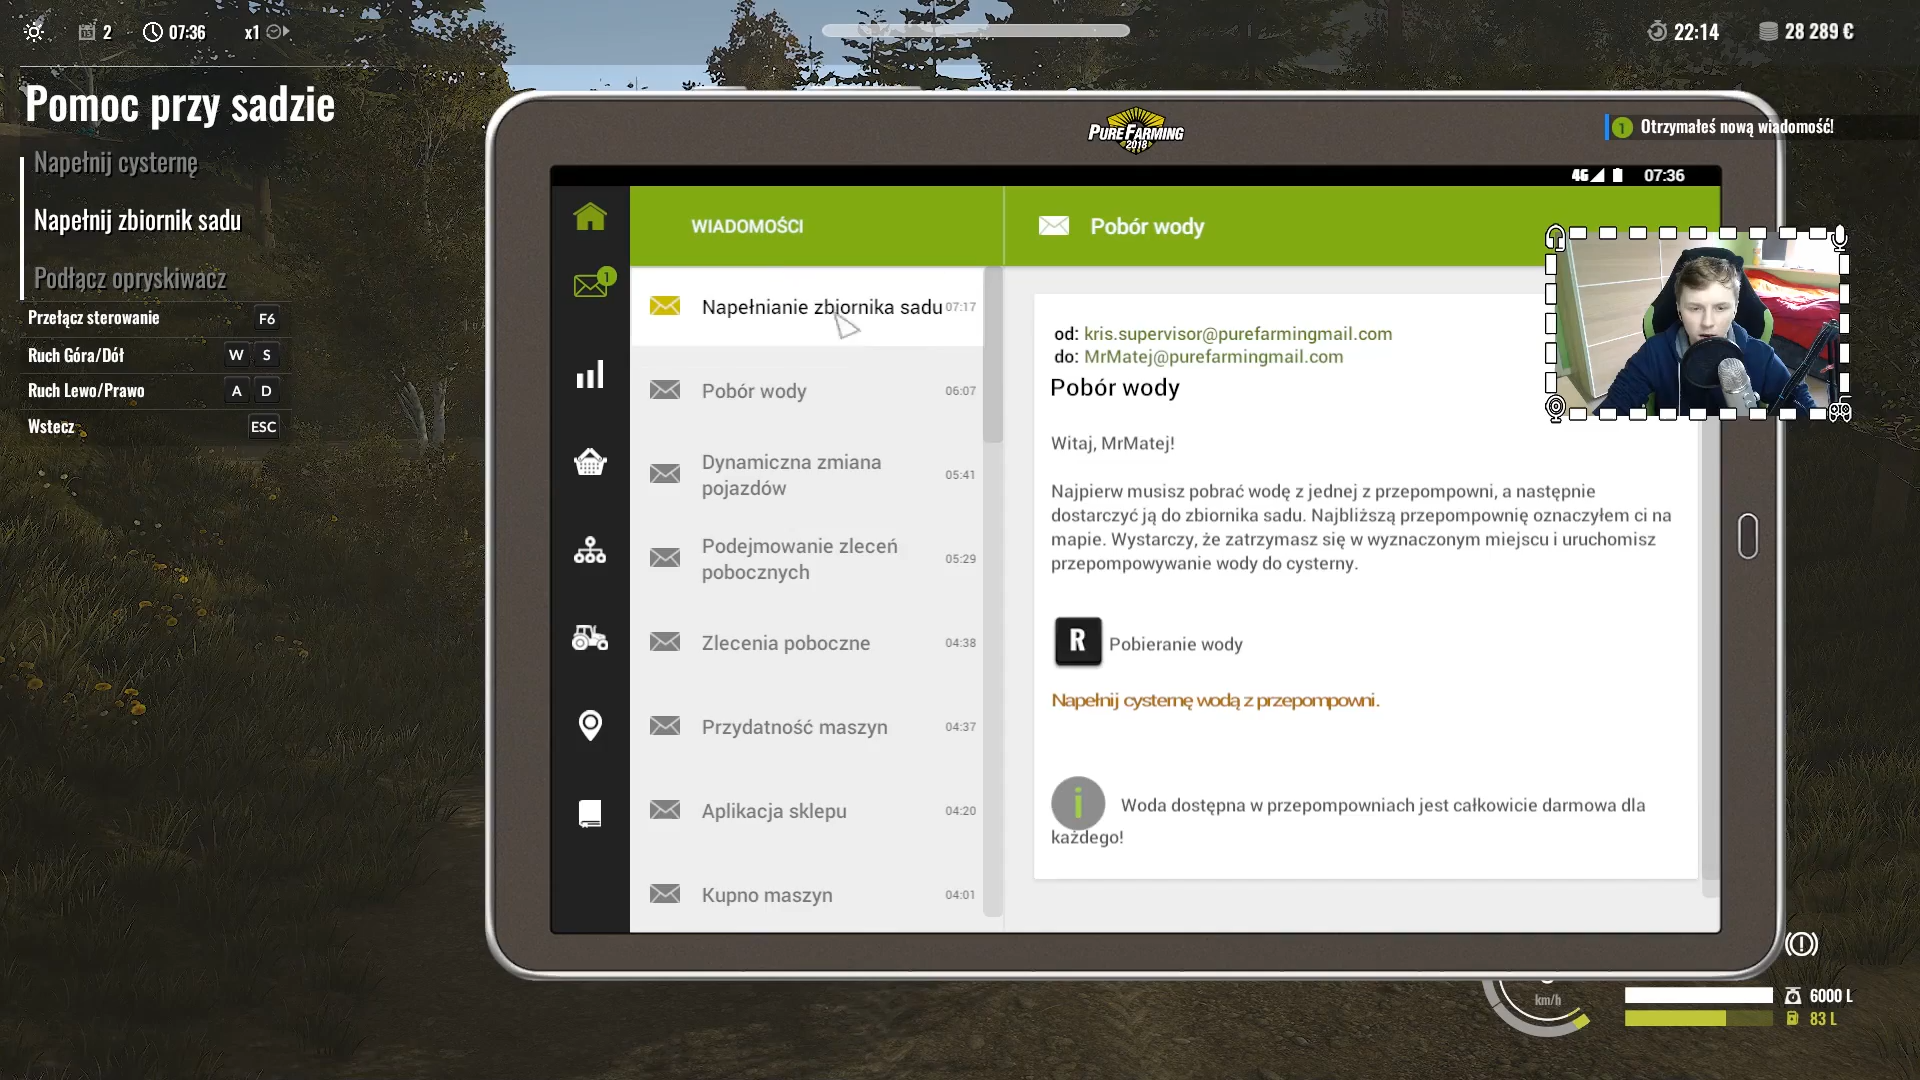 2
07:36
x1
22:14
28 289 €
Pomoc przy sadzie
Napełnij cysternę
Napełnij zbiornik sadu
Podłącz opryskiwacz
Przełącz sterowanie F6
Ruch Góra/Dół W S
Ruch Lewo/Prawo A D
Wstecz ESC
PURE FARMING
2018
1 Otrzymałeś nową wiadomość!
4G 07:36
1
WIADOMOŚCI
Napełnianie zbiornika sadu 07:17
Pobór wody 06:07
Dynamiczna zmiana
pojazdów 05:41
Podejmowanie zleceń
pobocznych 05:29
Zlecenia poboczne 04:38
Przydatność maszyn 04:37
Aplikacja sklepu 04:20
Kupno maszyn 04:01
Pobór wody
od: kris.supervisor@purefarmingmail.com
do: MrMatej@purefarmingmail.com
Pobór wody
Witaj, MrMatej!
Najpierw musisz pobrać wodę z jednej z przepompowni, a następnie
dostarczyć ją do zbiornika sadu. Najbliższą przepompownię oznaczyłem ci na
mapie. Wystarczy, że zatrzymasz się w wyznaczonym miejscu i uruchomisz
przepompowywanie wody do cysterny.
R Pobieranie wody
Napełnij cysternę wodą z przepompowni.
i Woda dostępna w przepompowniach jest całkowicie darmowa dla
każdego!
km/h
6000 L
83 L